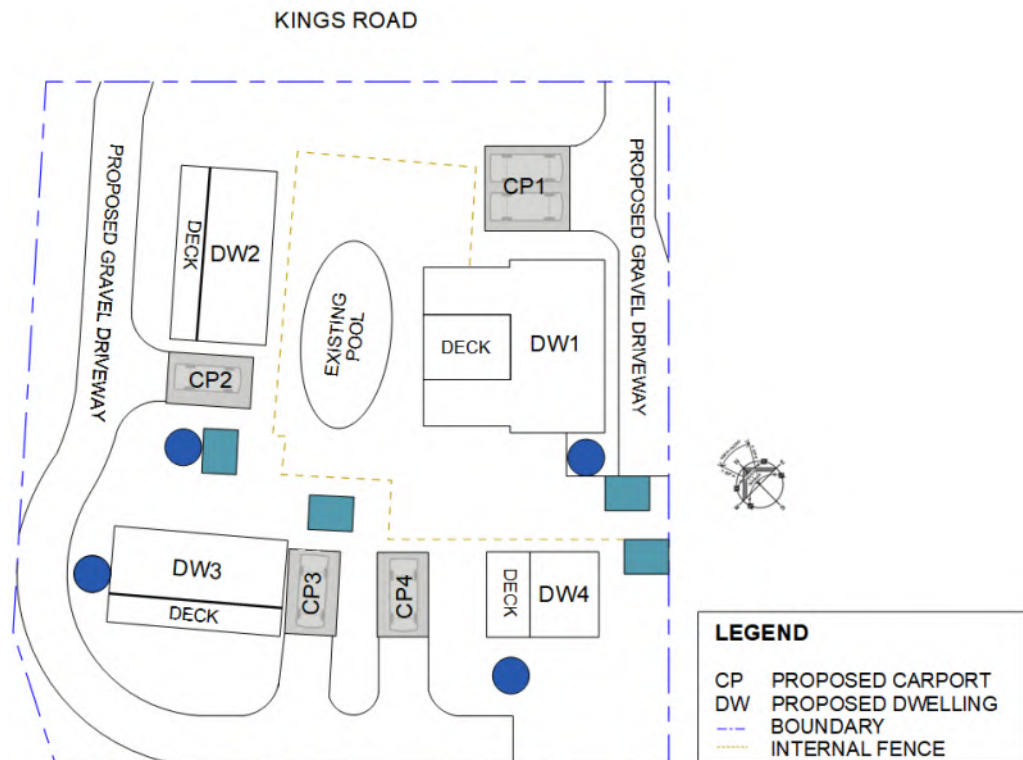 KINGS ROAD
PROPOSED GRAVEL DRIVEWAY
DECK
DW2
CP1
PROPOSED GRAVEL DRIVEWAY
EXISTING
POOL
DECK
DW1
CP2
DW3
DECK
CP3
CP4
DECK
DW4
LEGEND
CP PROPOSED CARPORT
DW PROPOSED DWELLING
BOUNDARY
INTERNAL FENCE